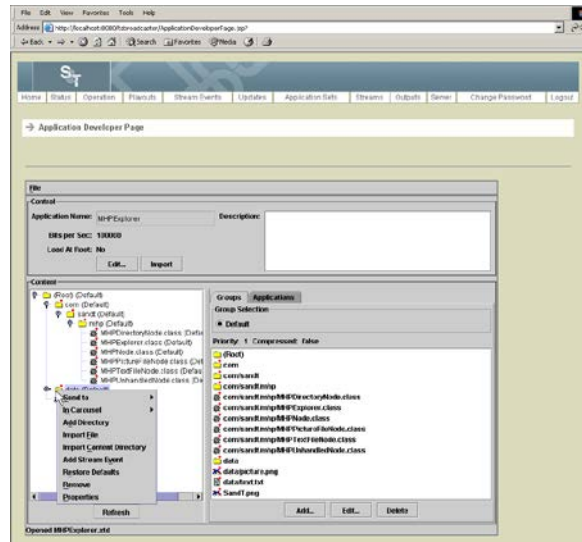 File Edit View Favorites Tools Help
Address http://localhost:8080/tsbroadcaster/ApplicationDeveloperPage.jsp?
Back Search Favorites Media
S&T
Home Status Operation Playouts Stream Events Updates Application Sets Streams Outputs Server Change Password Logout
Application Developer Page
File
Control
Application Name: MHPExplorer Description:
Bits per Sec: 100000
Load At Root: No
Edit... Import
Content
(Root) (Default)
com (Default)
sandt (Default)
mhp (Default)
MHPDirectoryNode.class (Defa
MHPExplorer.class (Default)
MHPNode.class (Default)
MHPPictureFileNode.class (Def
MHPTextFileNode.class (Defau
MHPUnhandledNode.class (De
data (Default)
Send to
In Carousel
Add Directory
Import File
Import Current Directory
Add Stream Event
Restore Defaults
Remove
Properties
Refresh
Groups Applications
Group Selection
Default
Priority: 1 Compressed: false
(Root)
com
com/sandt
com/sandt/mhp
com/sandt/mhp/MHPDirectoryNode.class
com/sandt/mhp/MHPExplorer.class
com/sandt/mhp/MHPNode.class
com/sandt/mhp/MHPPictureFileNode.class
com/sandt/mhp/MHPTextFileNode.class
com/sandt/mhp/MHPUnhandledNode.class
data
data/picture.png
data/text.txt
SandT.png
Add... Edit... Delete
Opened MHPExplorer.xtd